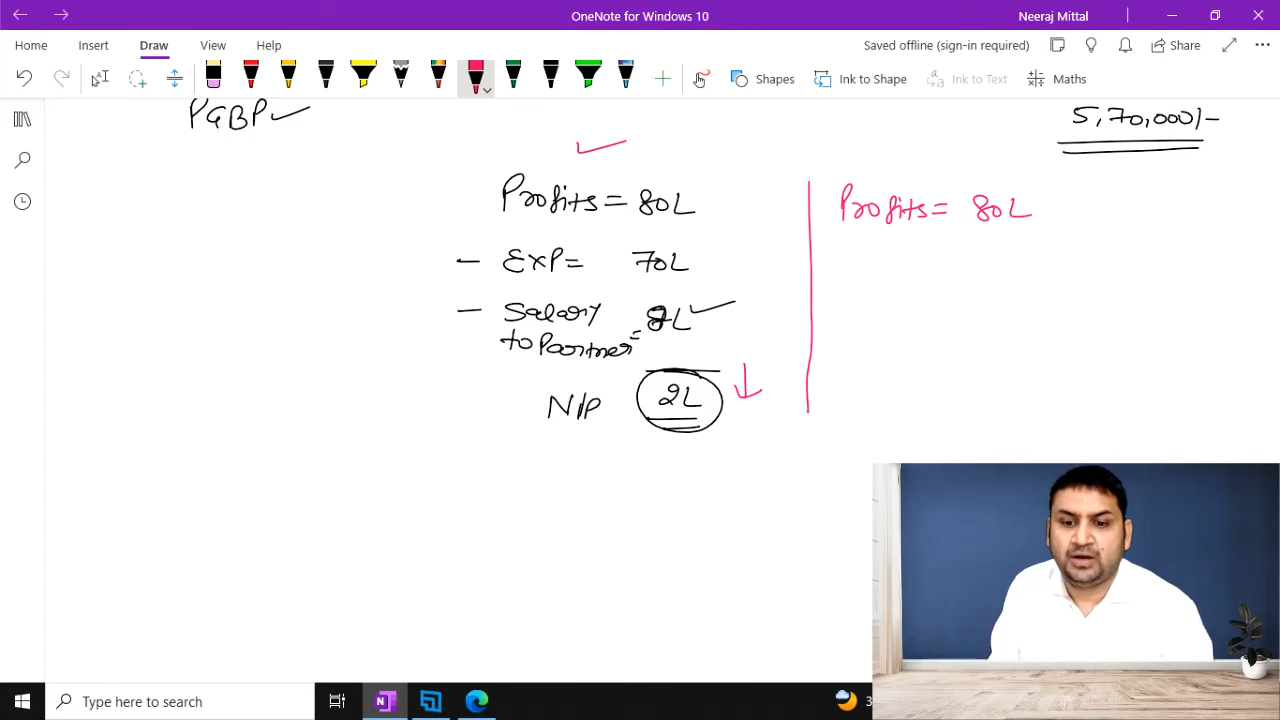 OneNote for Windows 10
Neeraj Mittal
Home Insert Draw View Help
Saved offline (sign-in required)
Share
Shapes
Ink to Shape
Ink to Text
Maths
PGBP
5,70,000/-
Profits = 80L
Profits = 80L
- Exp = 70L
- Salary
to Partner =
N/P 2L
Type here to search
3